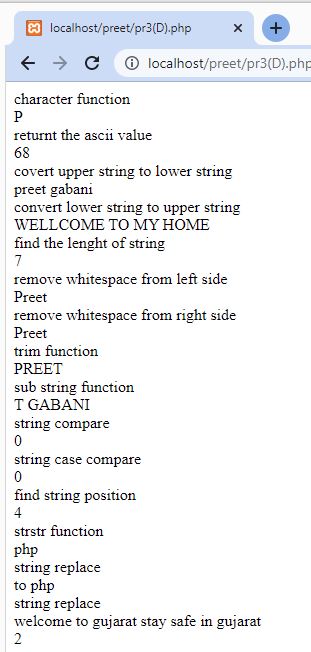 localhost/preet/pr3(D).php
localhost/preet/pr3(D).php
character function
P
returnt the ascii value
68
covert upper string to lower string
preet gabani
convert lower string to upper string
WELLCOME TO MY HOME
find the lenght of string
7
remove whitespace from left side
Preet
remove whitespace from right side
Preet
trim function
PREET
sub string function
T GABANI
string compare
0
string case compare
0
find string position
4
strstr function
php
string replace
to php
string replace
welcome to gujarat stay safe in gujarat
2